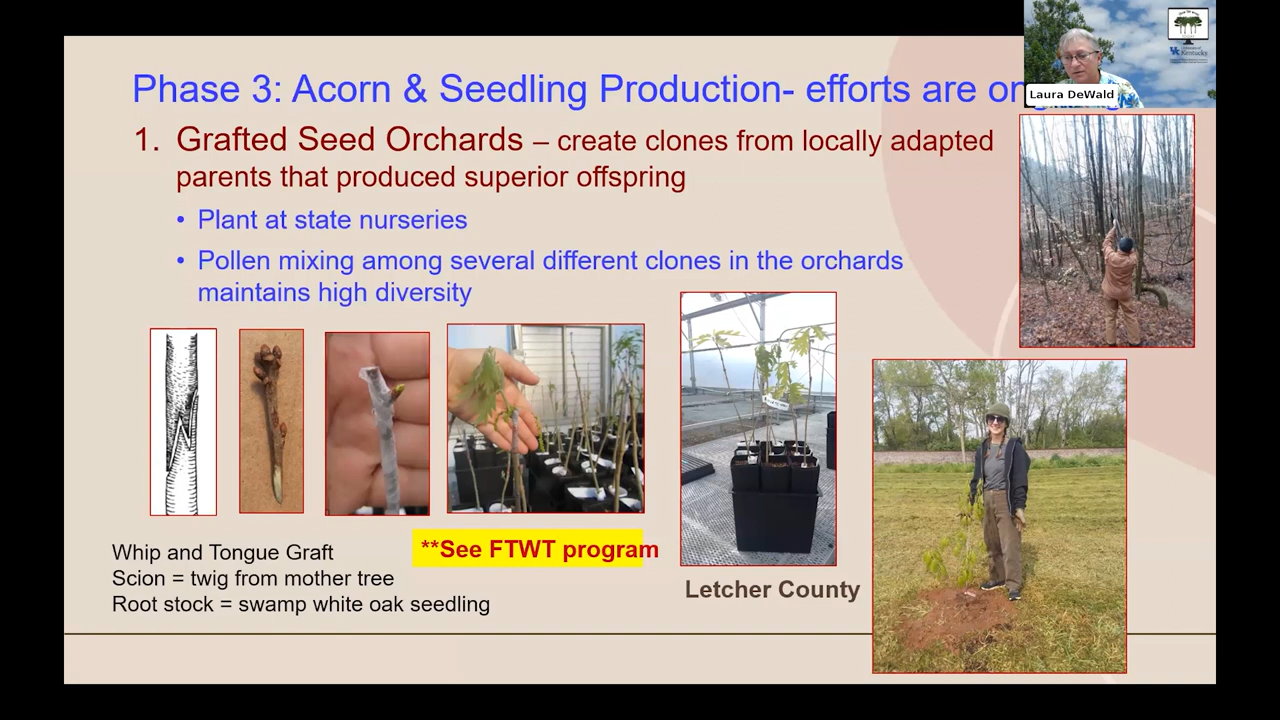 Phase 3: Acorn & Seedling Production- efforts are on
Laura DeWald
Kentucky
1. Grafted Seed Orchards – create clones from locally adapted
parents that produced superior offspring
• Plant at state nurseries
• Pollen mixing among several different clones in the orchards
maintains high diversity
**See FTWT program
Whip and Tongue Graft
Scion = twig from mother tree
Root stock = swamp white oak seedling
Letcher County